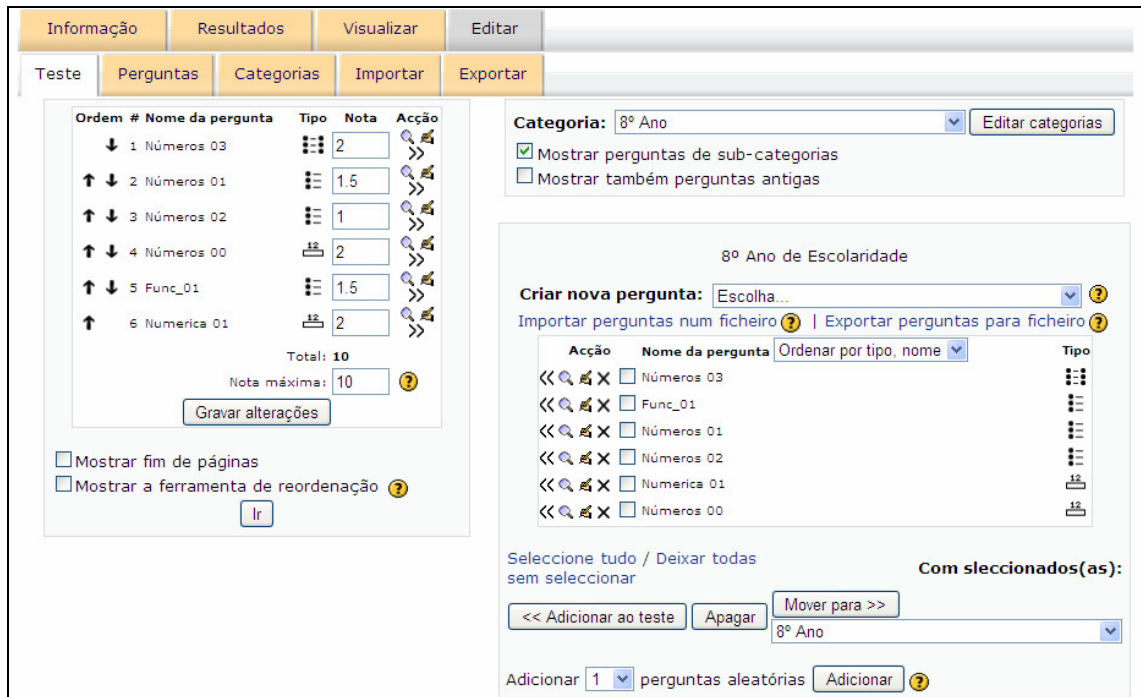 Informação Resultados Visualizar Editar
Teste Perguntas Categorias Importar Exportar
Ordem # Nome da pergunta Tipo Nota Acção
1 Números 03 2
2 Números 01 1.5
3 Números 02 1
4 Números 00 12 2
5 Func_01 1.5
6 Numerica 01 12 2
Total: 10
Nota máxima: 10
Gravar alterações
Mostrar fim de páginas
Mostrar a ferramenta de reordenação
Ir
Categoria: 8º Ano Editar categorias
Mostrar perguntas de sub-categorias
Mostrar também perguntas antigas
8º Ano de Escolaridade
Criar nova pergunta: Escolha...
Importar perguntas num ficheiro | Exportar perguntas para ficheiro
Acção Nome da pergunta Ordenar por tipo, nome Tipo
Números 03
Func_01
Números 01
Números 02
Numerica 01 12
Números 00 12
Seleccione tudo / Deixar todas
sem seleccionar
Com sleccionados(as):
<< Adicionar ao teste Apagar Mover para >>
8º Ano
Adicionar 1 perguntas aleatórias Adicionar